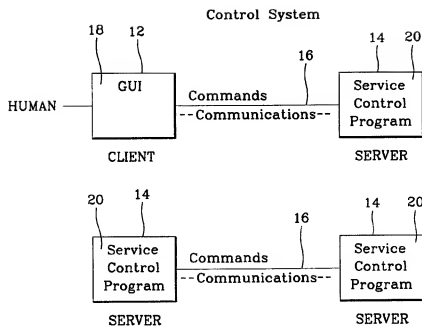 Control System
18 12 16 14 20
GUI
HUMAN
Commands
--Communications--
Service
Control
Program
CLIENT
SERVER
20 14 16 14 20
Service
Control
Program
Commands
--Communications--
Service
Control
Program
SERVER
SERVER